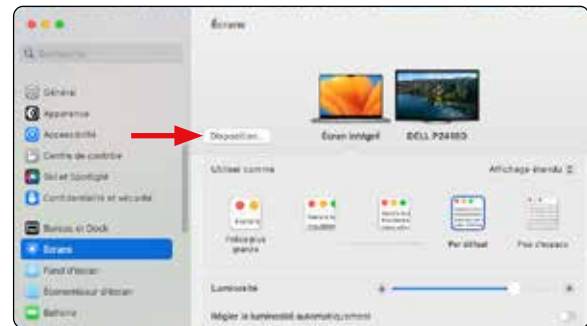 Écrans
Recherche
Général
Apparence
Accessibilité
Centre de contrôle
Siri et Spotlight
Confidentialité et sécurité
Bureau et Dock
Écrans
Fond d'écran
Économiseur d'écran
Batterie
Disposition...
Écran intégré
DELL
Utiliser comme
Affichage étendu
Par défaut
Plus d'espace
Luminosité
Régler la luminosité automatiquement